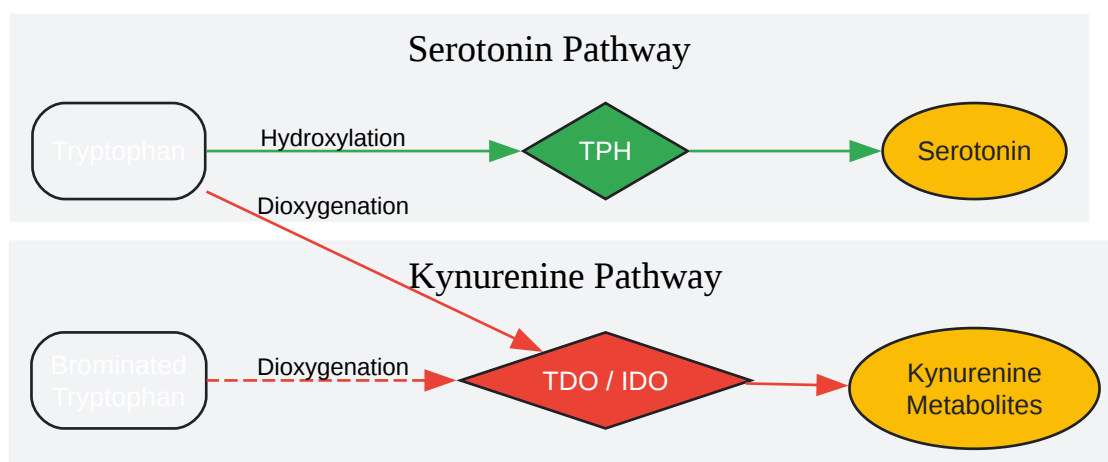 Serotonin Pathway
Tryptophan
Hydroxylation
TPH
Serotonin
Dioxygenation
Kynurenine Pathway
Brominated
Tryptophan
Dioxygenation
TDO / IDO
Kynurenine
Metabolites